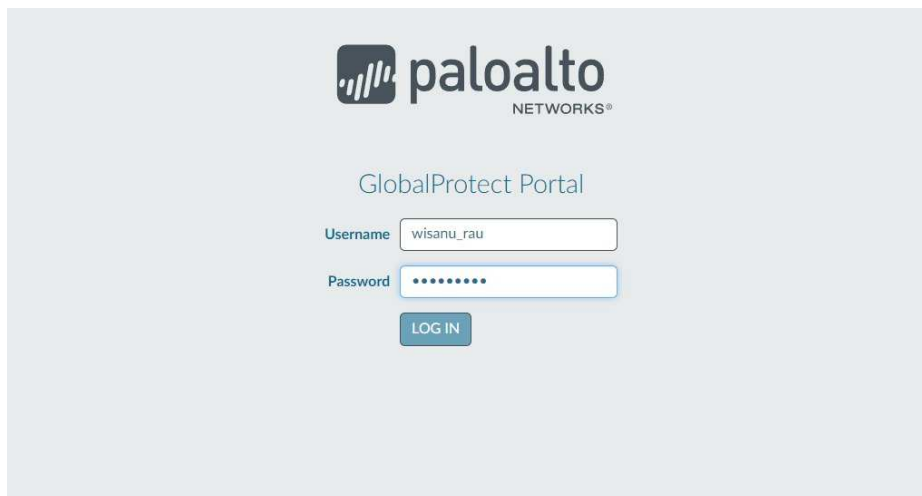 paloalto
NETWORKS®
GlobalProtect Portal
Username wisanu_rau
Password •••••••••
LOG IN